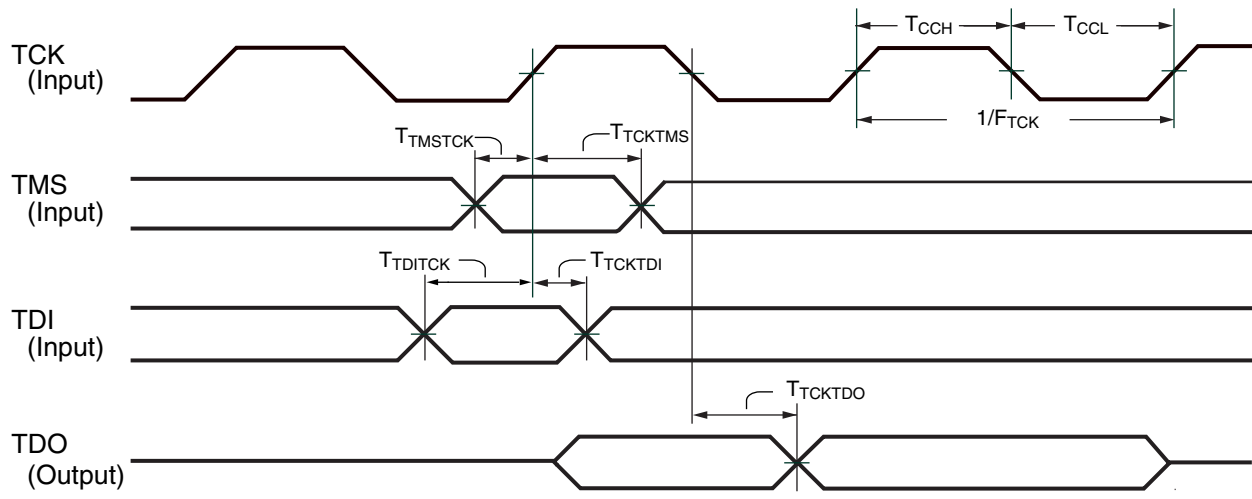 TCK
(Input)
TCCH
TCCL
1/FTCK
TTMSTCK
TTCKTMS
TMS
(Input)
TTDITCK
TTCKTDI
TDI
(Input)
TTCKTDO
TDO
(Output)